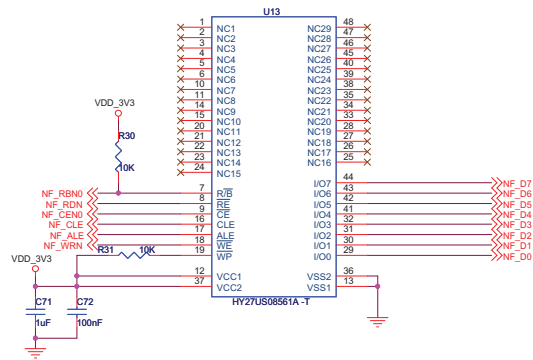 U13
1 NC1 NC29 48
2 NC2 NC28 47
3 NC3 NC27 46
4 NC4 NC26 45
5 NC5 NC25 40
6 NC6 NC24 39
10 NC7 NC23 38
11 NC8 NC22 35
14 NC9 NC21 34
15 NC10 NC20 33
20 NC11 NC19 28
21 NC12 NC18 27
22 NC13 NC17 26
23 NC14 NC16 25
24 NC15
VDD_3V3
R30
10K
I/O7 44 NF_D7
NF_RBN0 7 R/B I/O6 43 NF_D6
NF_RDN 8 RE I/O5 42 NF_D5
NF_CEN0 9 CE I/O4 41 NF_D4
NF_CLE 16 CLE I/O3 32 NF_D3
NF_ALE 17 ALE I/O2 31 NF_D2
NF_WRN 18 WE I/O1 30 NF_D1
R31 10K 19 WP I/O0 29 NF_D0
VDD_3V3
12 VCC1 VSS2 36
37 VCC2 VSS1 13
HY27US08561A -T
C71 C72
1uF 100nF